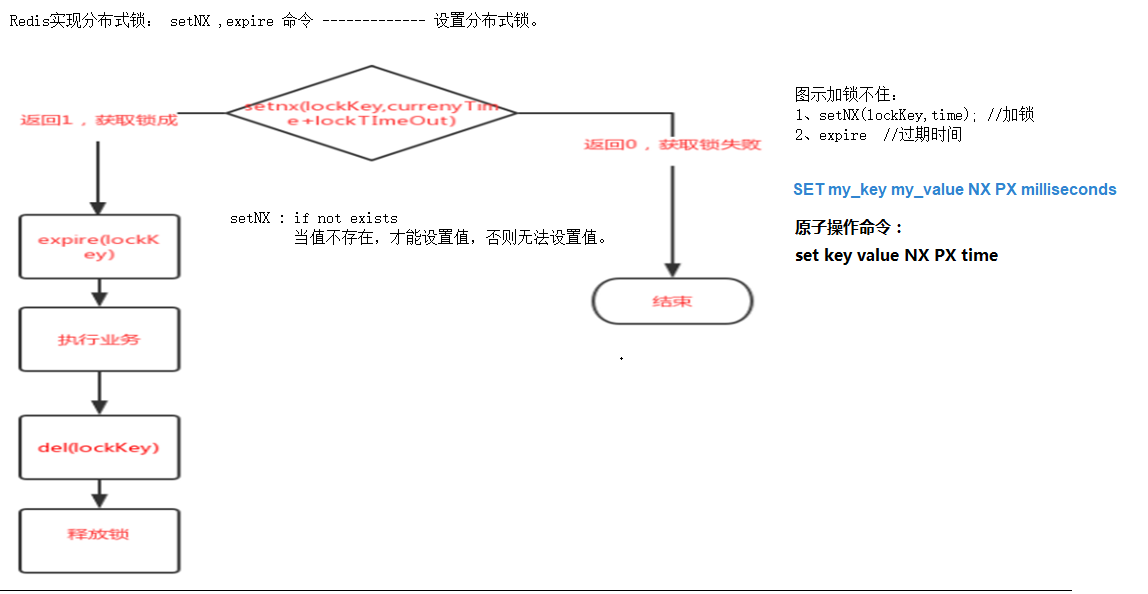 Redis实现分布式锁： setNX ,expire 命令 ------------- 设置分布式锁。
setnx(lockKey,currenyTim
e+lockTImeOut)
返回1，获取锁成
返回0，获取锁失败
expire(lockK
ey)
执行业务
del(lockKey)
释放锁
结束
setNX : if not exists
当值不存在，才能设置值，否则无法设置值。
图示加锁不住：
1、setNX(lockKey,time); //加锁
2、expire //过期时间
SET my_key my_value NX PX milliseconds
原子操作命令：
set key value NX PX time